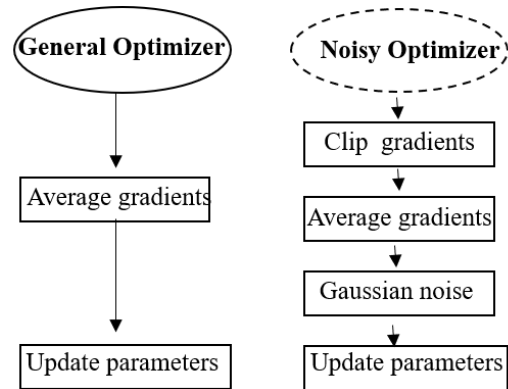 General Optimizer
Average gradients
Update parameters
Noisy Optimizer
Clip gradients
Average gradients
Gaussian noise
Update parameters